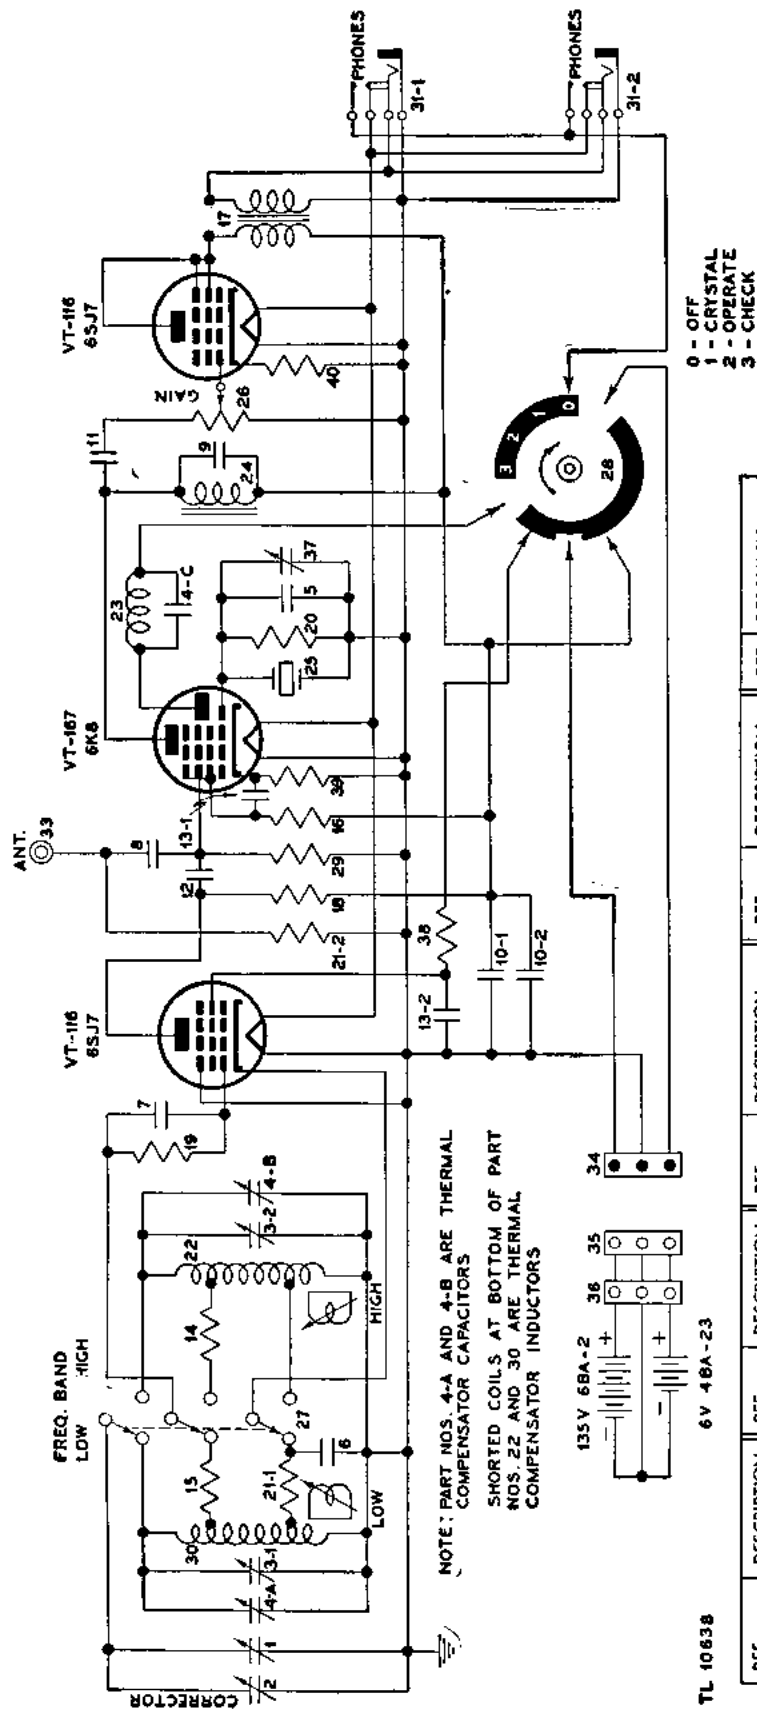 CORRECTOR
2
1
4-A
3-1
30
15
21-1
LOW
6
27
FREQ. BAND
LOW HIGH
14
22
HIGH
3-2
4-B
19
7
VT-116
6SJ7
21-2
18
12
8
29
ANT.
33
13-1
16
39
VT-167
6K8
23
4-C
25
20
5
37
24
9
11
26
GAIN
40
VT-116
6SJ7
17
PHONES
31-1
PHONES
31-2
13-2
38
10-1
10-2
28
3
2
1
0
0 - OFF
1 - CRYSTAL
2 - OPERATE
3 - CHECK
NOTE: PART NOS. 4-A AND 4-B ARE THERMAL
COMPENSATOR CAPACITORS
SHORTED COILS AT BOTTOM OF PART
NOS. 22 AND 30 ARE THERMAL
COMPENSATOR INDUCTORS
135V 6BA-2
- +
- +
6V 4BA-23
36
35
34
TL 10638